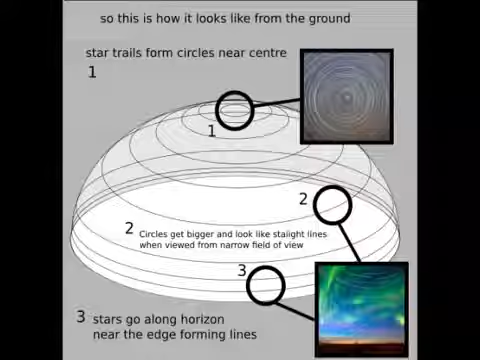 so this is how it looks like from the ground
star trails form circles near centre
1
1
2
2 Circles get bigger and look like stalight lines
when viewed from narrow field of view
3
3 stars go along horizon
near the edge forming lines